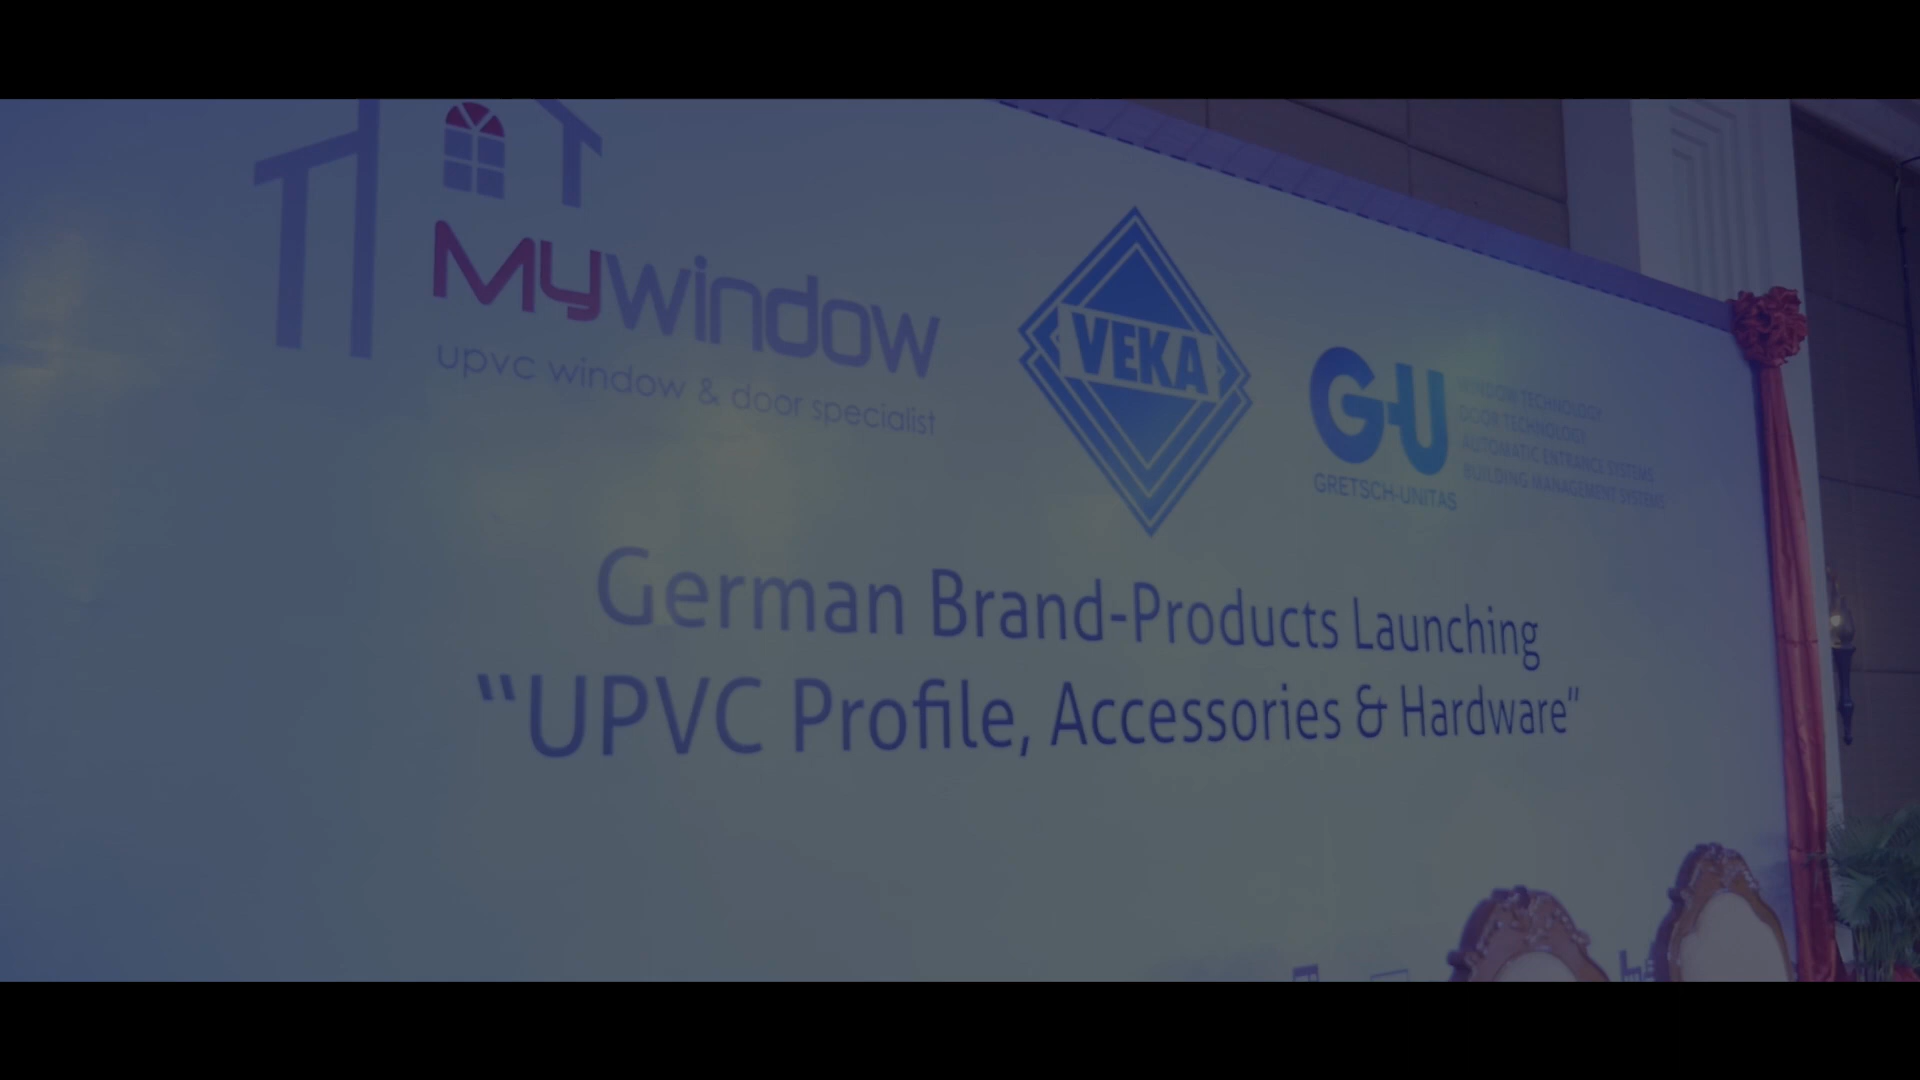 Mywindow
upvc window & door specialist
VEKA
G-U
GRETSCH-UNITAS
WINDOW TECHNOLOGY
DOOR TECHNOLOGY
AUTOMATIC ENTRANCE SYSTEMS
BUILDING MANAGEMENT SYSTEMS
German Brand-Products Launching
"UPVC Profile, Accessories & Hardware"